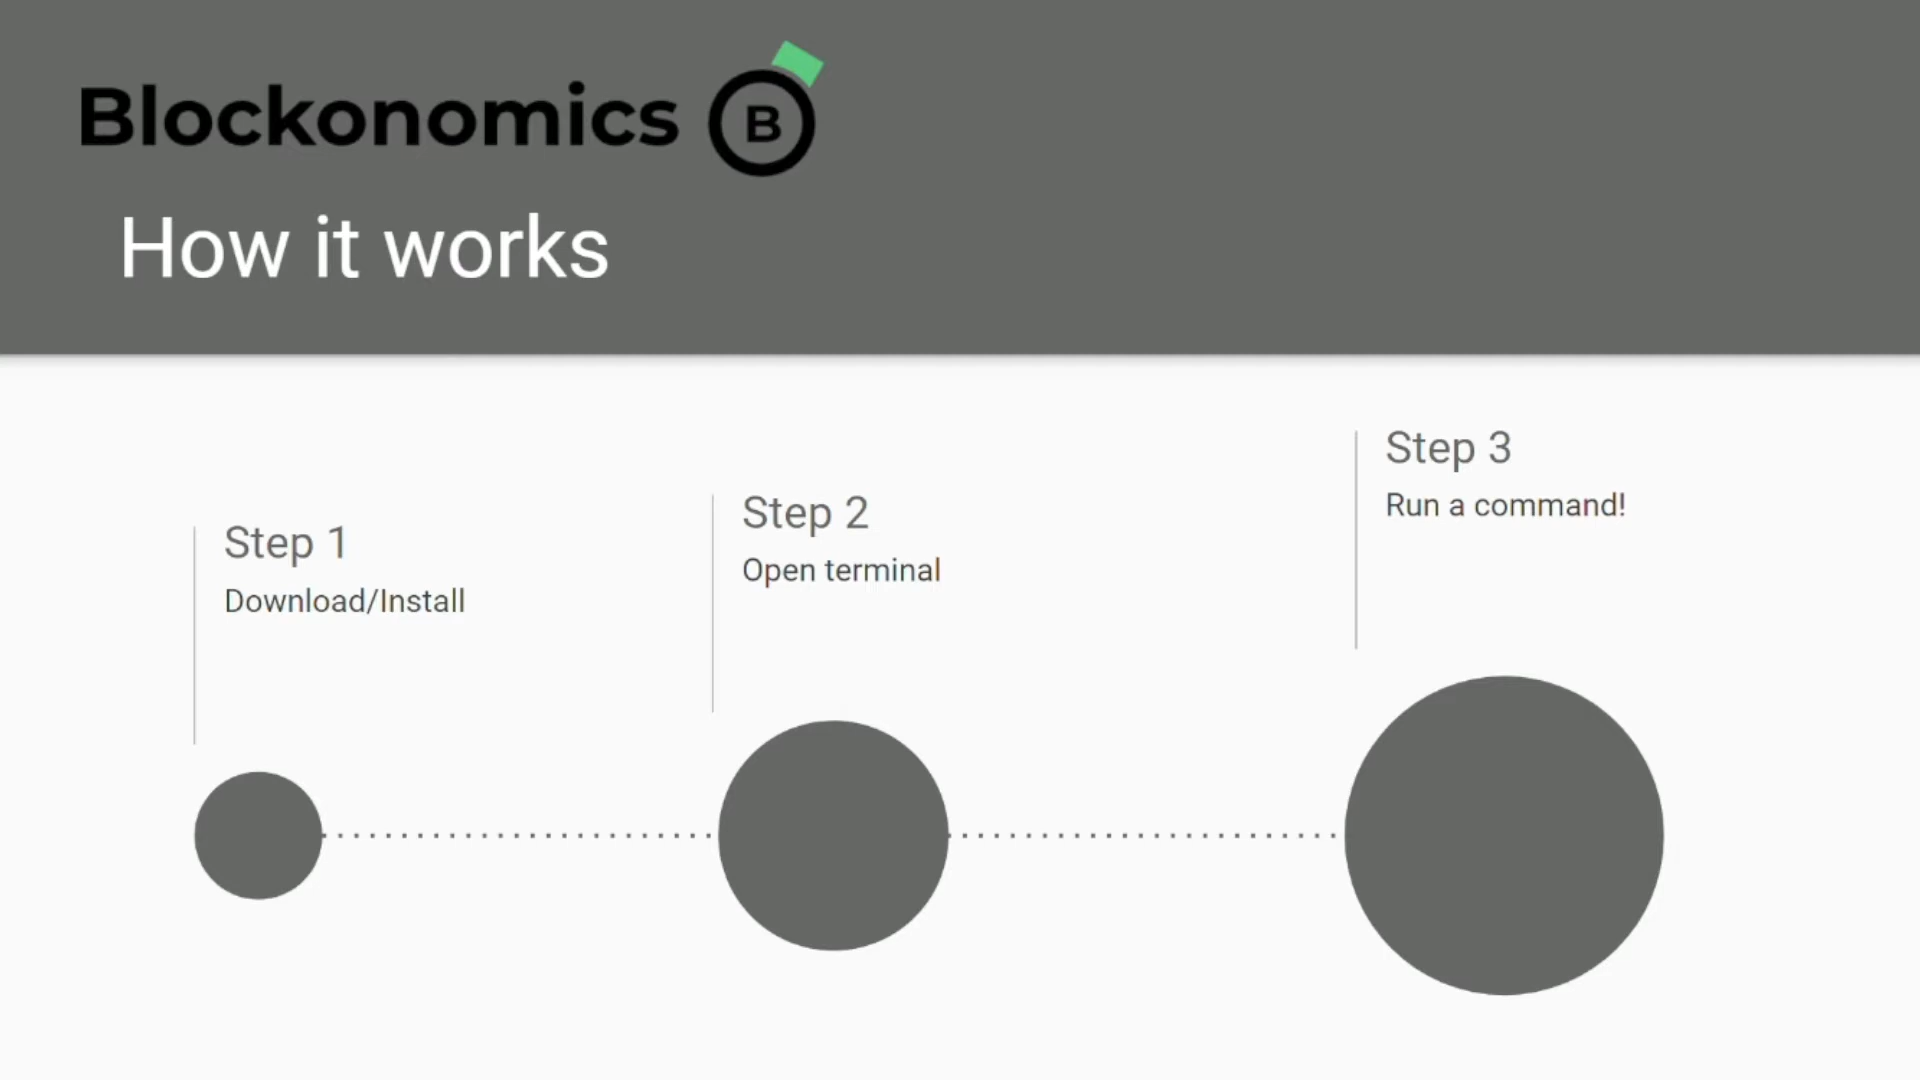 Blockonomics B
How it works
Step 1
Download/Install
Step 2
Open terminal
Step 3
Run a command!